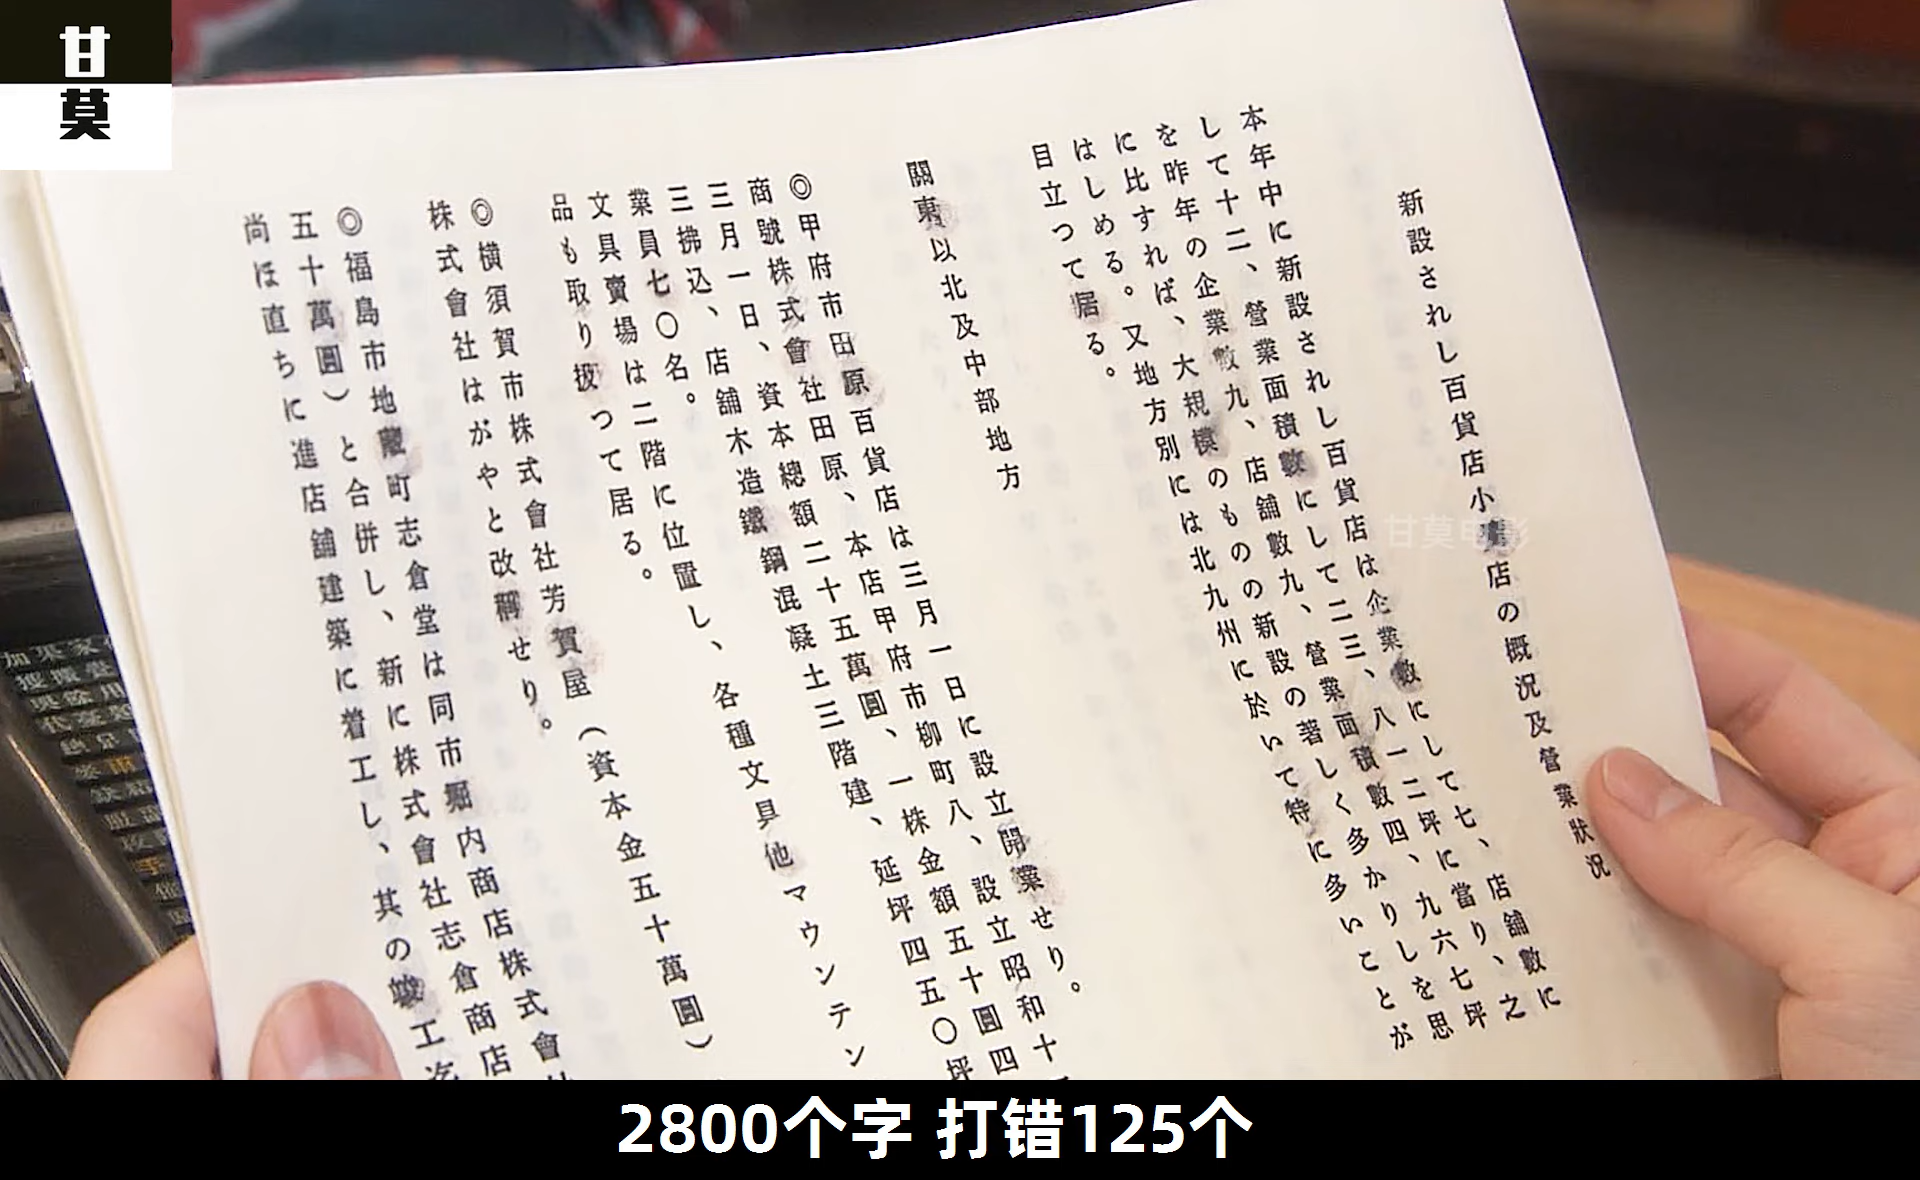 甘莫
新設されし百貨店小賣店の概況及營業狀況
本年中に新設されし百貨店は企業數にして七、店舖數に
して十二、營業面積數にして二三、八一二坪に當り、之
を昨年の企業數九、店舖數九、營業面積數四、九六七坪
に比すれば、大規模のものの新設の著しく多かりしを思
はしめる。又地方別には北九州に於いて特に多いことが
目立つて居る。
關東以北及中部地方
◎甲府市田原百貨店は三月一日に設立開業せり。
商號株式會社田原、本店甲府市柳町八、設立昭和十
三月一日、資本總額二十五萬圓、一株金額五十圓四
三拂込、店舖木造鐵鋼混凝土三階建、延坪四五〇坪
業員七〇名。
文具賣場は二階に位置し、各種文具他マウンテン
品も取り扱つて居る。
◎横須賀市株式會社芳賀屋（資本金五十萬圓）
株式會社はがやと改稱せり。
◎福島市地藏町志倉堂は同市堀内商店株式會
五十萬圓）と合併し、新に株式會社志倉商店
尚ほ直ちに進店舖建築に着工し、其の竣工迄
甘莫电影
2800个字 打错125个